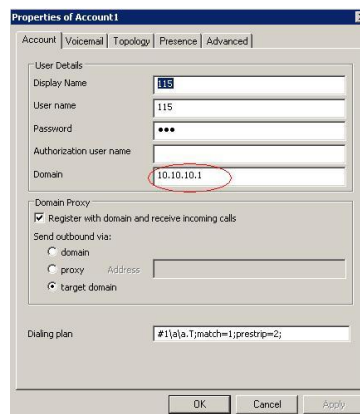 Properties of Account1
Account Voicemail Topology Presence Advanced
User Details
Display Name 115
User name 115
Password •••
Authorization user name
Domain 10.10.10.1
Domain Proxy
Register with domain and receive incoming calls
Send outbound via:
domain
proxy Address
target domain
Dialing plan #1\a\a.T;match=1;prestrip=2;
OK Cancel Apply